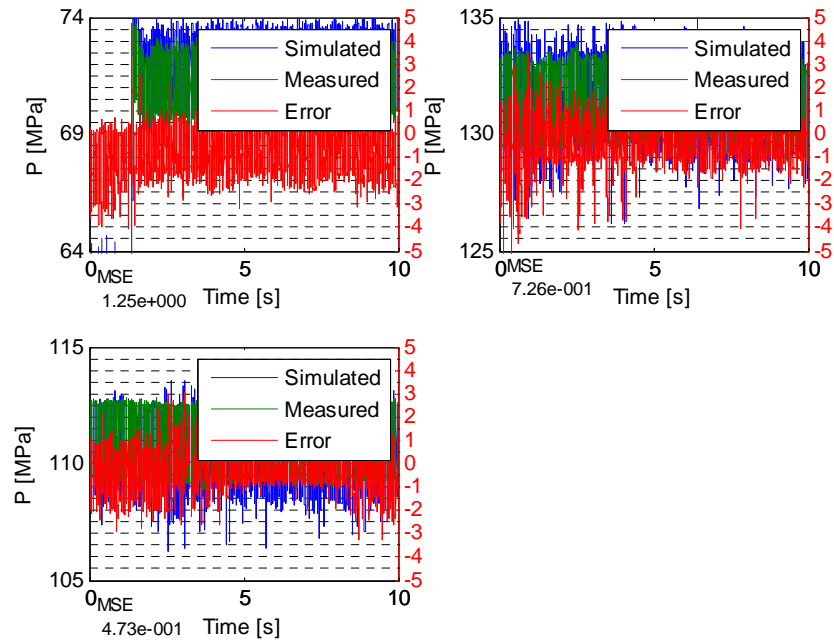 74
69
64
P [MPa]
5
4
3
2
1
0
-1
-2
-3
-4
-5
Simulated
Measured
Error
0
10
MSE
1.25e+000
Time [s]
135
130
125
P [MPa]
5
4
3
2
1
0
-1
-2
-3
-4
-5
Simulated
Measured
Error
0
5
10
MSE
7.26e-001
Time [s]
115
110
105
P [MPa]
5
4
3
2
1
0
-1
-2
-3
-4
-5
Simulated
Measured
Error
0
5
10
MSE
4.73e-001
Time [s]